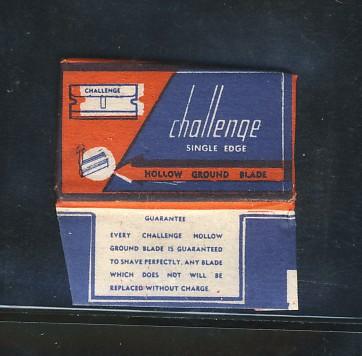 CHALLENGE
challenge
SINGLE EDGE
HOLLOW GROUND BLADE
GUARANTEE
EVERY CHALLENGE HOLLOW
GROUND BLADE IS GUARANTEED
TO SHAVE PERFECTLY. ANY BLADE
WHICH DOES NOT WILL BE
REPLACED WITHOUT CHARGE.